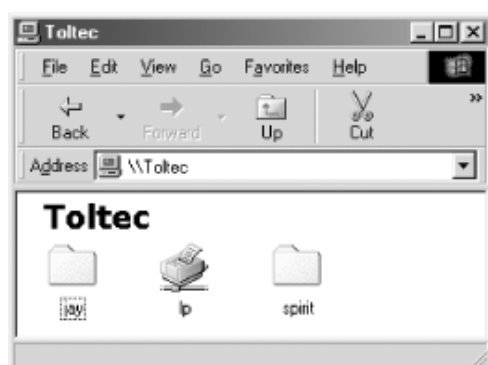 Toltec
File Edit View Go Favorites Help
Back Forward Up Cut »
Address \\Toltec
Toltec
jay lp spirit